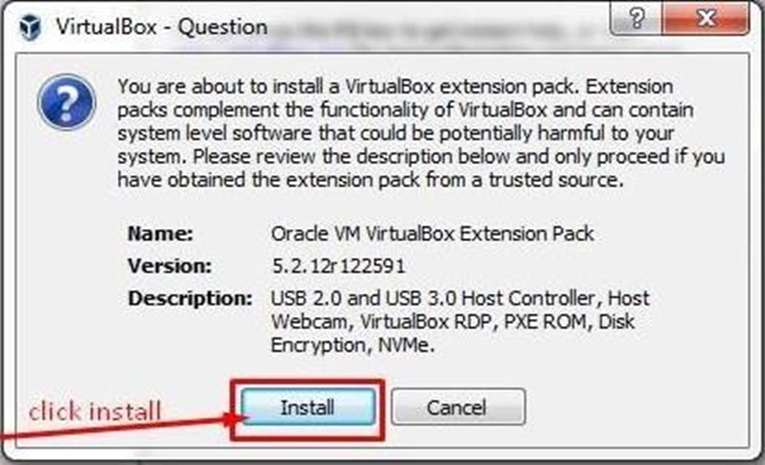 VirtualBox - Question
You are about to install a VirtualBox extension pack. Extension
packs complement the functionality of VirtualBox and can contain
system level software that could be potentially harmful to your
system. Please review the description below and only proceed if you
have obtained the extension pack from a trusted source.
Name: Oracle VM VirtualBox Extension Pack
Version: 5.2.12r122591
Description: USB 2.0 and USB 3.0 Host Controller, Host
Webcam, VirtualBox RDP, PXE ROM, Disk
Encryption, NVMe.
click install Install Cancel